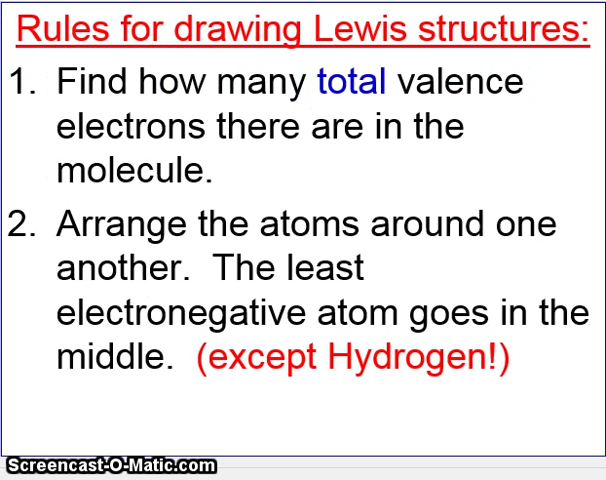 Rules for drawing Lewis structures:
1. Find how many total valence
electrons there are in the
molecule.
2. Arrange the atoms around one
another. The least
electronegative atom goes in the
middle. (except Hydrogen!)
Screencast-O-Matic.com